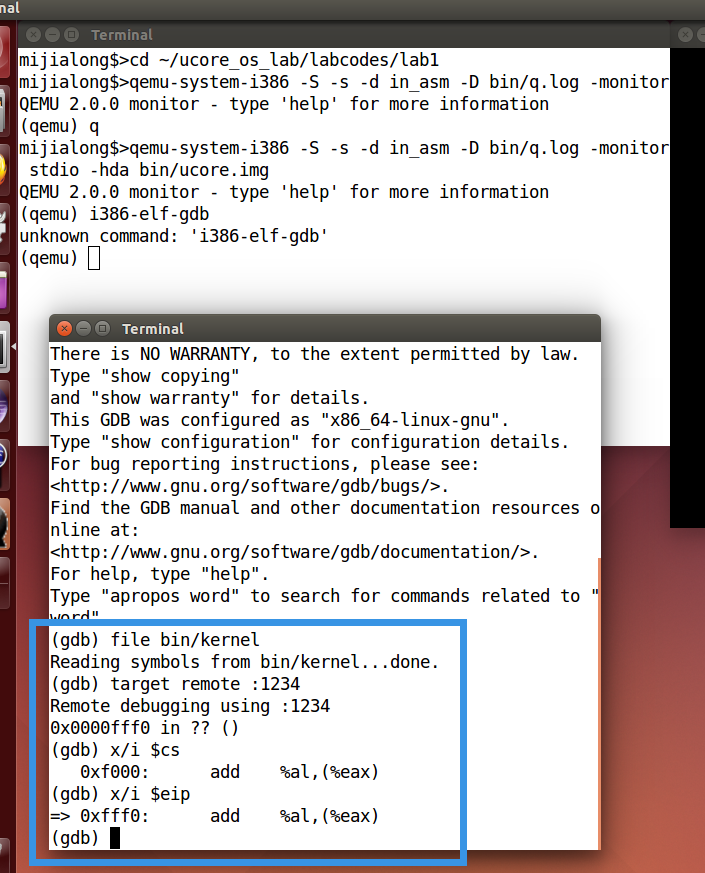 nal
Terminal
mijialong$>cd ~/ucore_os_lab/labcodes/lab1
mijialong$>qemu-system-i386 -S -s -d in_asm -D bin/q.log -monitor
QEMU 2.0.0 monitor - type 'help' for more information
(qemu) q
mijialong$>qemu-system-i386 -S -s -d in_asm -D bin/q.log -monitor
 stdio -hda bin/ucore.img
QEMU 2.0.0 monitor - type 'help' for more information
(qemu) i386-elf-gdb
unknown command: 'i386-elf-gdb'
(qemu)
Terminal
There is NO WARRANTY, to the extent permitted by law.
Type "show copying"
and "show warranty" for details.
This GDB was configured as "x86_64-linux-gnu".
Type "show configuration" for configuration details.
For bug reporting instructions, please see:
<http://www.gnu.org/software/gdb/bugs/>.
Find the GDB manual and other documentation resources o
nline at:
<http://www.gnu.org/software/gdb/documentation/>.
For help, type "help".
Type "apropos word" to search for commands related to "
word".
(gdb) file bin/kernel
Reading symbols from bin/kernel...done.
(gdb) target remote :1234
Remote debugging using :1234
0x0000fff0 in ?? ()
(gdb) x/i $cs
   0xf000:      add    %al,(%eax)
(gdb) x/i $eip
=> 0xfff0:      add    %al,(%eax)
(gdb)